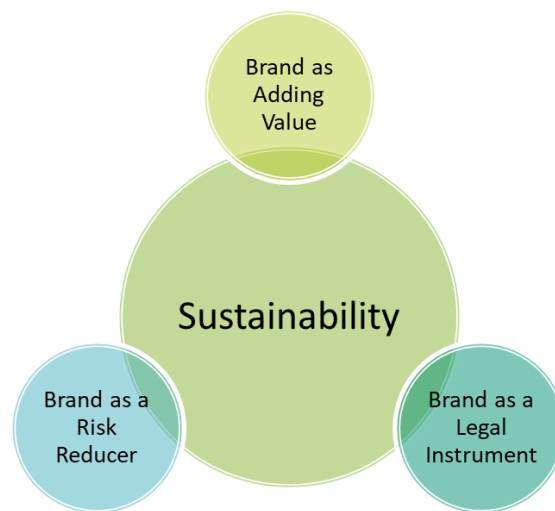 Brand as
Adding
Value
Sustainability
Brand as a
Risk
Reducer
Brand as a
Legal
Instrument